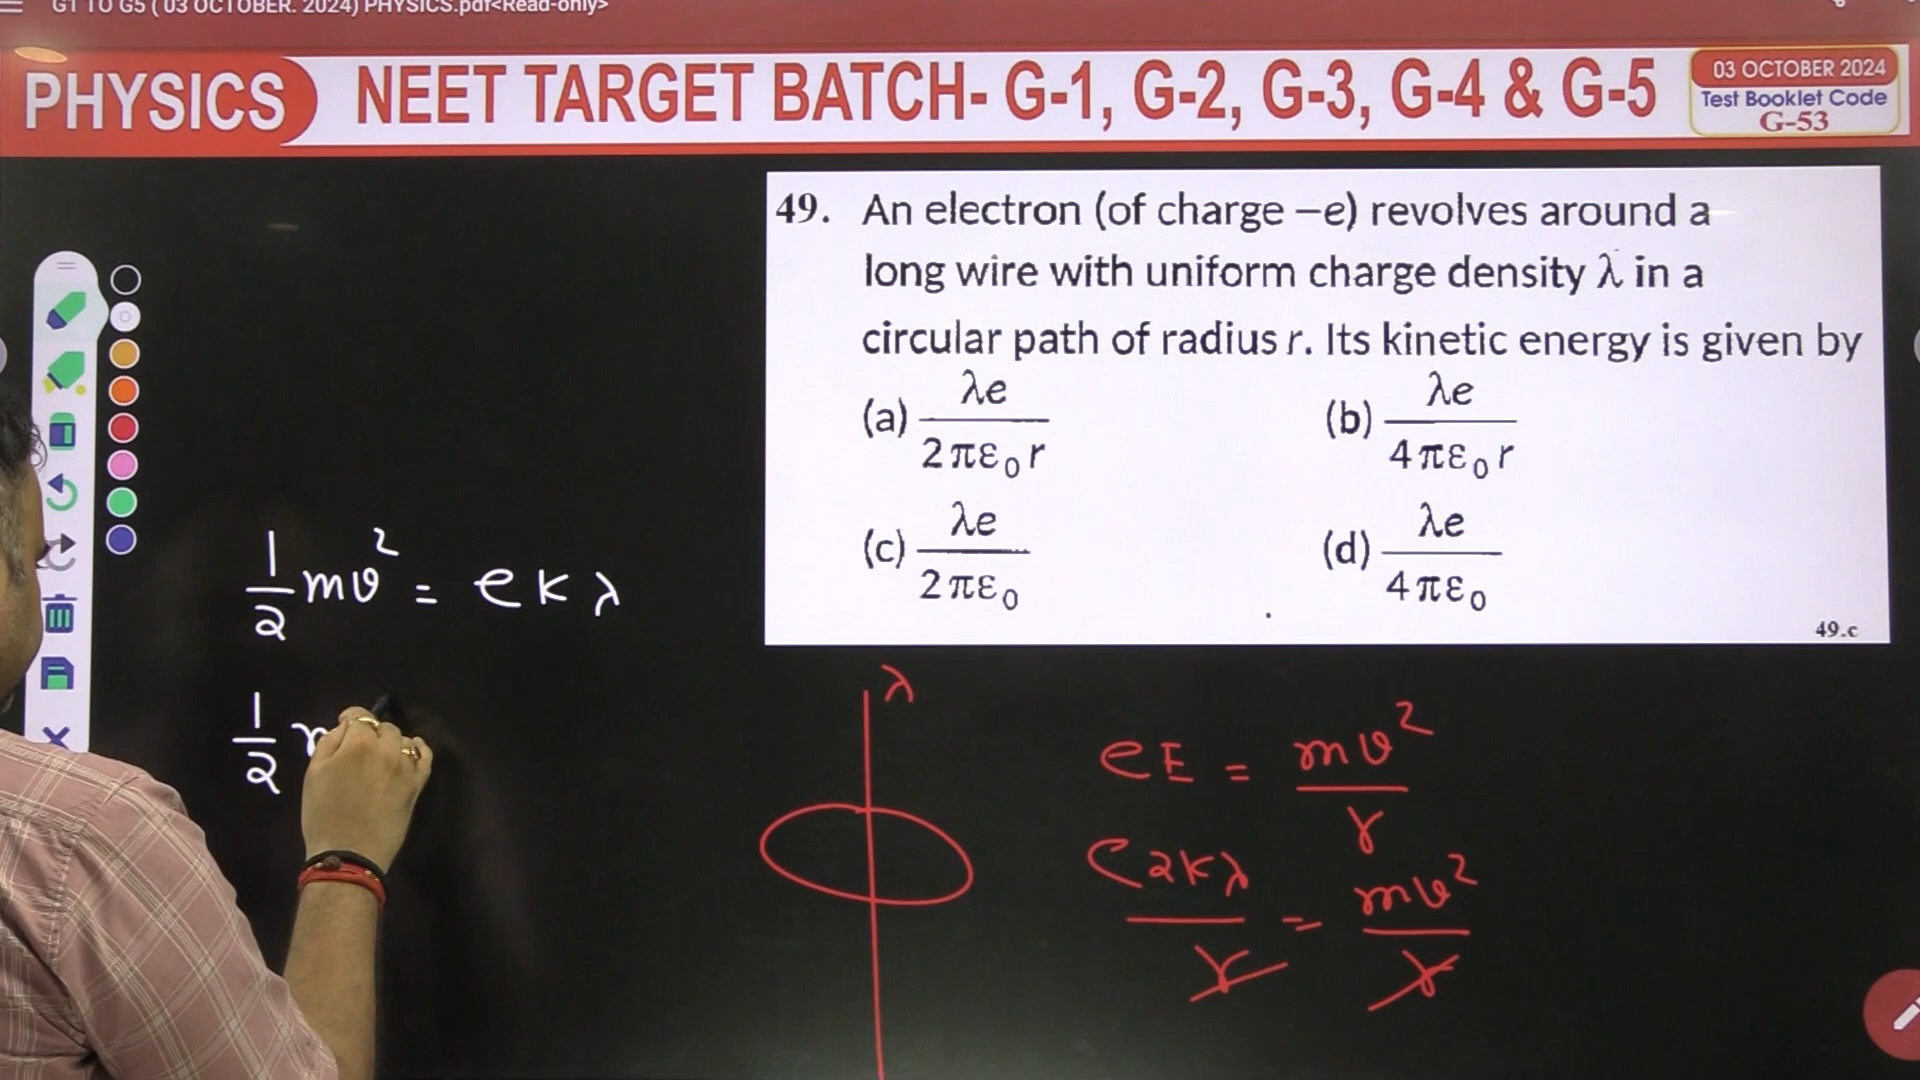 G1 TO G5 ( 03 OCTOBER. 2024) PHYSICS.pdf<Read-only>
PHYSICS
NEET TARGET BATCH- G-1, G-2, G-3, G-4 & G-5
03 OCTOBER 2024
Test Booklet Code
G-53
49. An electron (of charge –e) revolves around a
long wire with uniform charge density λ in a
circular path of radius r. Its kinetic energy is given by
(a) λe / 2πε₀r (b) λe / 4πε₀r
(c) λe / 2πε₀ (d) λe / 4πε₀
49.c
1/2 mv² = e k λ
1/2
λ
eE = mv² / r
e2kλ / r = mv² / r